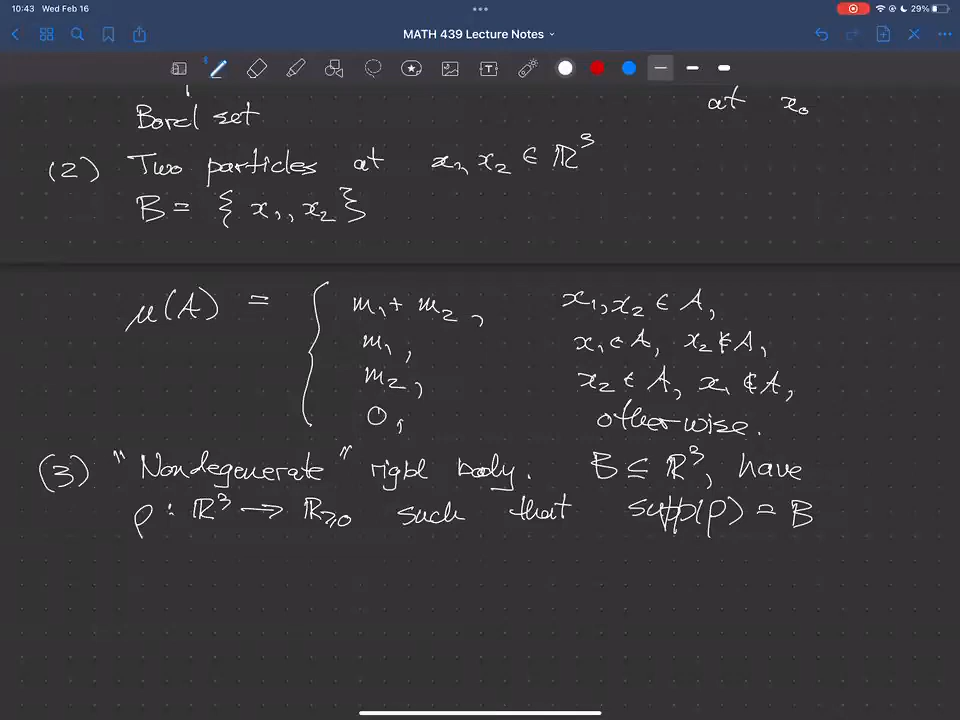 10:43 Wed Feb 16
29%
MATH 439 Lecture Notes
at x₀
Borel set
(2) Two particles at x₁, x₂ ∈ ℝ³
B = { x₁, x₂ }
μ(A) = { m₁ + m₂, x₁, x₂ ∈ A,
m₁, x₁ ∈ A, x₂ ∉ A,
m₂, x₂ ∈ A, x₁ ∉ A,
0, otherwise.
(3) "Nondegenerate" rigid body. B ⊆ ℝ³, have
ρ : ℝ³ → ℝ≥0 such that supp(ρ) = B